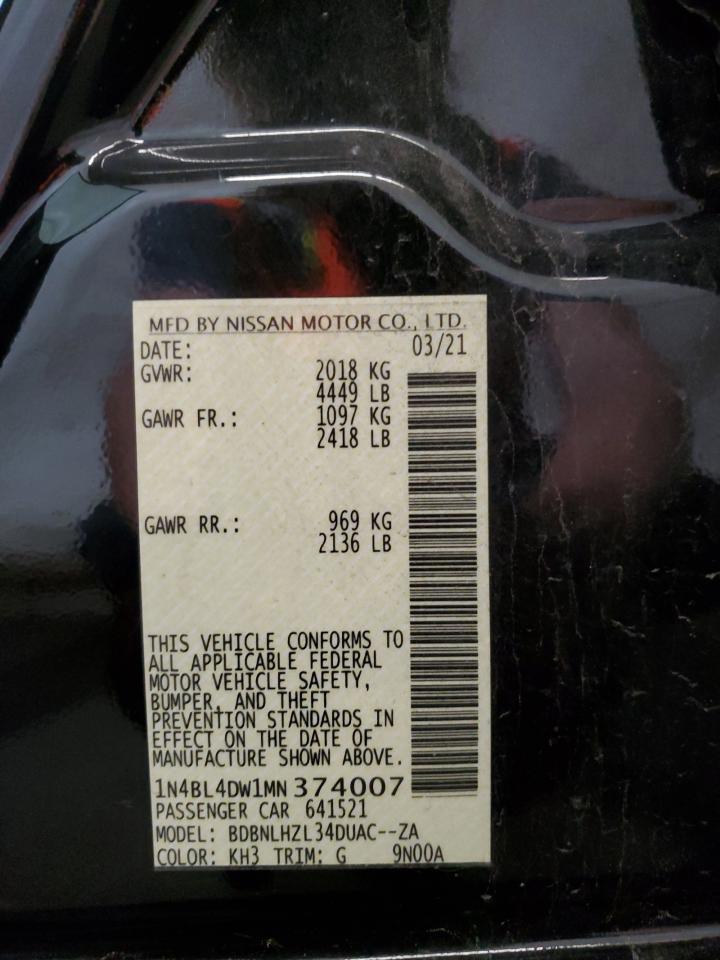 MFD BY NISSAN MOTOR CO., LTD.
DATE: 03/21
GVWR: 2018 KG
4449 LB
GAWR FR.: 1097 KG
2418 LB
GAWR RR.: 969 KG
2136 LB
THIS VEHICLE CONFORMS TO
ALL APPLICABLE FEDERAL
MOTOR VEHICLE SAFETY,
BUMPER, AND THEFT
PREVENTION STANDARDS IN
EFFECT ON THE DATE OF
MANUFACTURE SHOWN ABOVE.
1N4BL4DW1MN 374007
PASSENGER CAR 641521
MODEL: BDBNLHZL34DUAC--ZA
COLOR: KH3 TRIM: G 9N00A